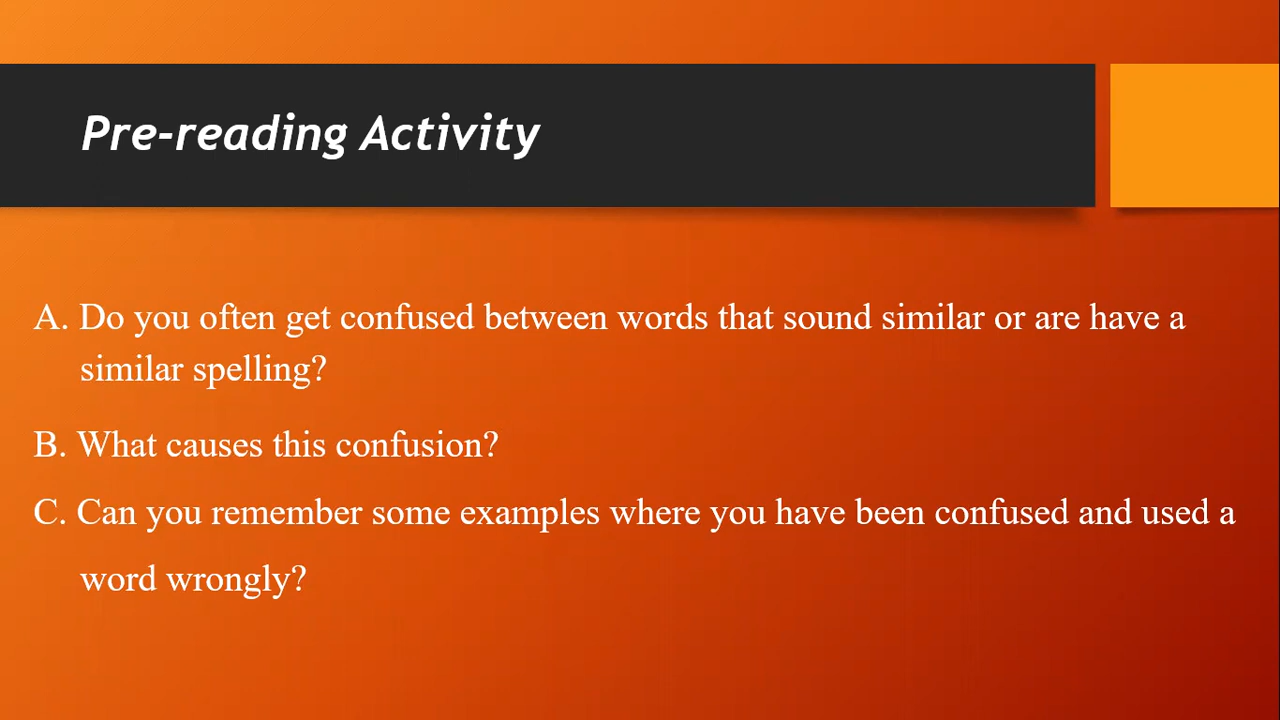 Pre-reading Activity
A. Do you often get confused between words that sound similar or are have a
similar spelling?
B. What causes this confusion?
C. Can you remember some examples where you have been confused and used a
word wrongly?